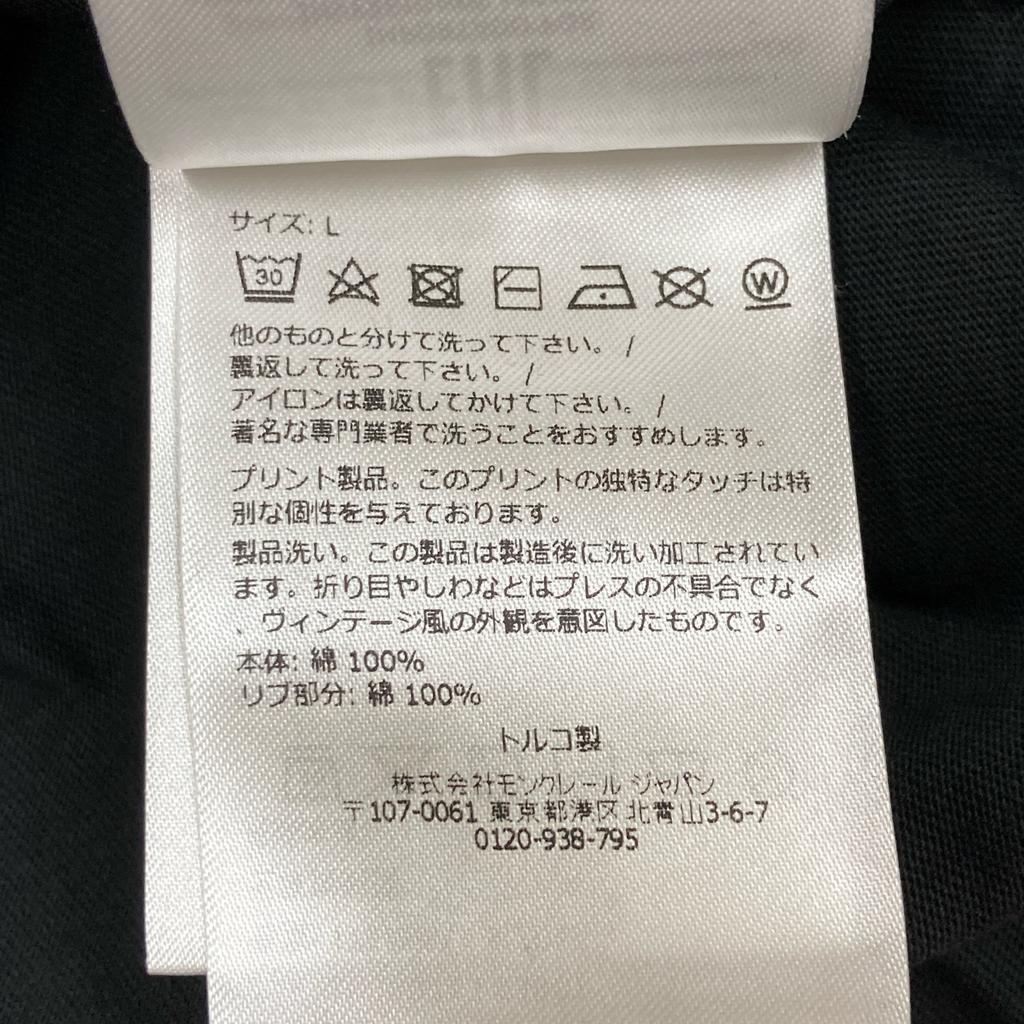 サイズ: L
30
W
他のものと分けて洗って下さい。 /
裏返して洗って下さい。 /
アイロンは裏返してかけて下さい。 /
著名な専門業者で洗うことをおすすめします。
プリント製品。このプリントの独特なタッチは特
別な個性を与えております。
製品洗い。この製品は製造後に洗い加工されてい
ます。折り目やしわなどはプレスの不具合でなく
、ヴィンテージ風の外観を意図したものです。
本体: 綿 100%
リブ部分: 綿 100%
トルコ製
株式会社モンクレール ジャパン
〒107-0061 東京都港区北青山3-6-7
0120-938-795